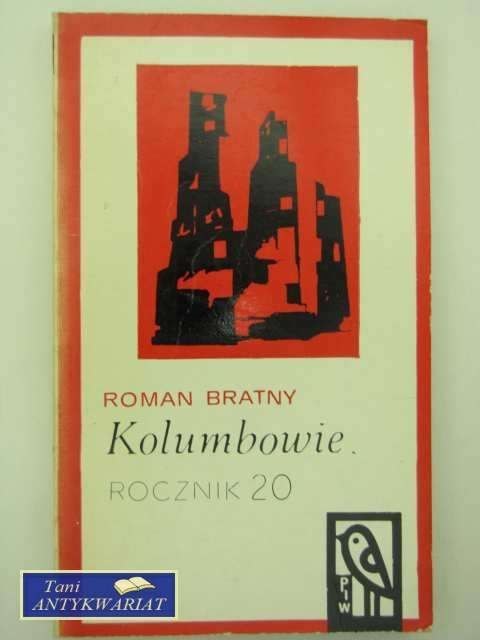 ROMAN BRATNY
Kolumbowie.
ROCZNIK 20
PIW
Tani
ANTYKWARIAT